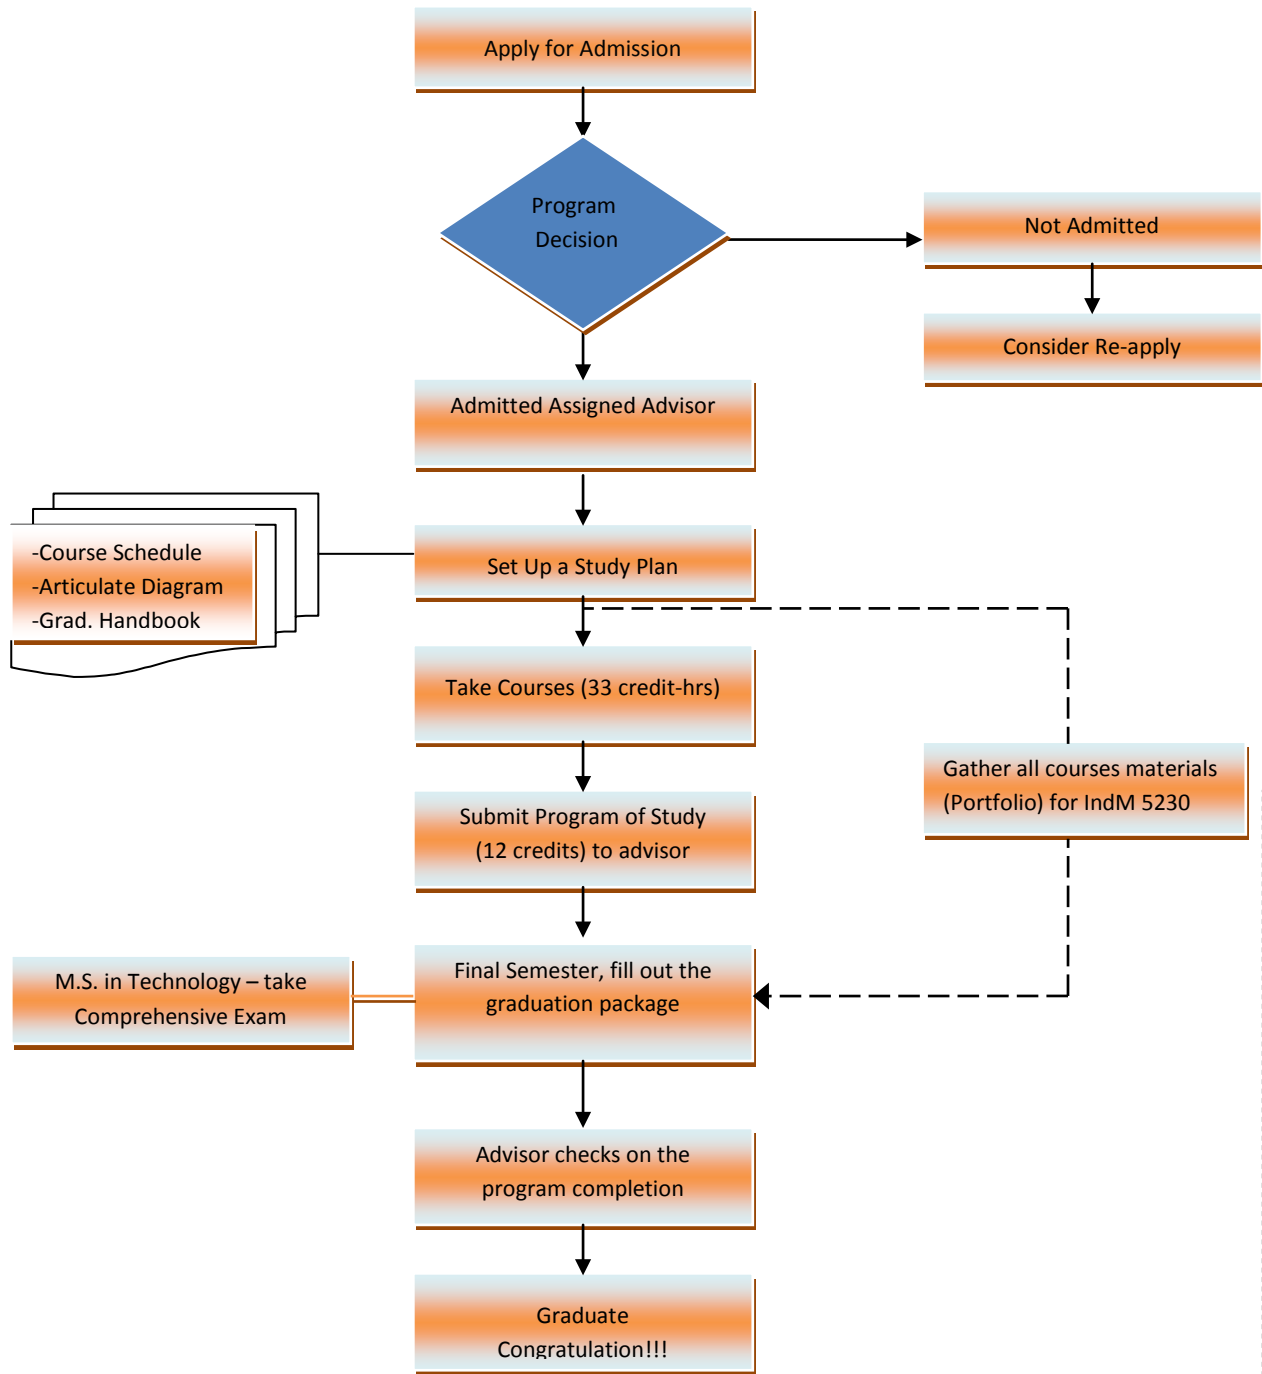 Apply for Admission
Program
Decision
Not Admitted
Consider Re-apply
Admitted Assigned Advisor
-Course Schedule
-Articulate Diagram
-Grad. Handbook
Set Up a Study Plan
Take Courses (33 credit-hrs)
Gather all courses materials
(Portfolio) for IndM 5230
Submit Program of Study
(12 credits) to advisor
M.S. in Technology – take
Comprehensive Exam
Final Semester, fill out the
graduation package
Advisor checks on the
program completion
Graduate
Congratulation!!!